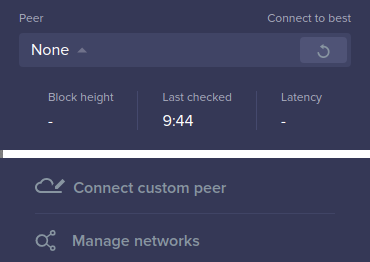 Peer Connect to best
None
Block height Last checked Latency
- 9:44 -
Connect custom peer
Manage networks